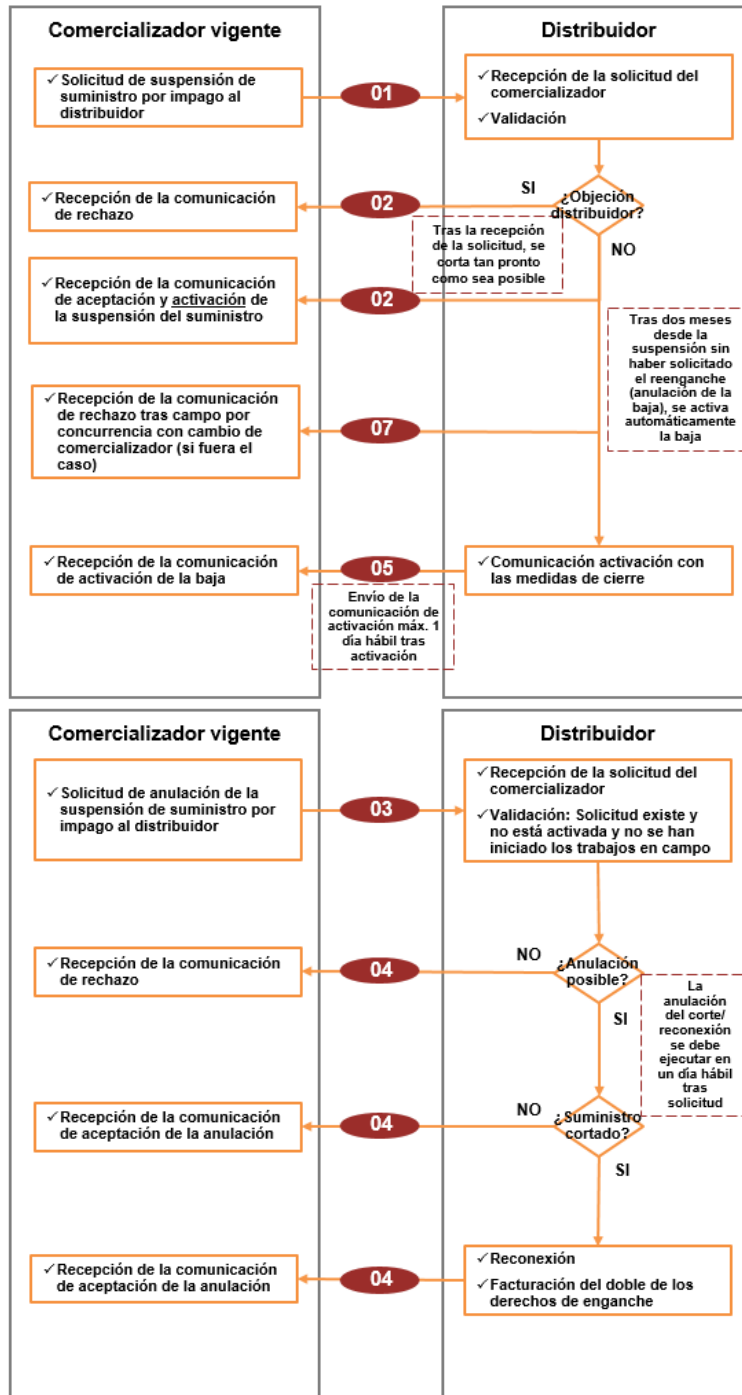 Comercializador vigente
Distribuidor
✓ Solicitud de suspensión de
suministro por impago al
distribuidor
01
✓ Recepción de la solicitud del
comercializador
✓ Validación
SI
¿Objeción
distribuidor?
✓ Recepción de la comunicación
de rechazo
02
Tras la recepción
de la solicitud, se
corta tan pronto
como sea posible
NO
✓ Recepción de la comunicación
de aceptación y activación de
la suspensión del suministro
02
Tras dos meses
desde la
suspensión sin
haber solicitado
el reenganche
(anulación de la
baja), se activa
automáticamente
la baja
✓ Recepción de la comunicación
de rechazo tras campo por
concurrencia con cambio de
comercializador (si fuera el
caso)
07
✓ Recepción de la comunicación
de activación de la baja
05
✓ Comunicación activación con
las medidas de cierre
Envío de la
comunicación de
activación máx. 1
día hábil tras
activación
Comercializador vigente
Distribuidor
✓ Solicitud de anulación de la
suspensión de suministro por
impago al distribuidor
03
✓ Recepción de la solicitud del
comercializador
✓ Validación: Solicitud existe y
no está activada y no se han
iniciado los trabajos en campo
NO
¿Anulación
posible?
✓ Recepción de la comunicación
de rechazo
04
La
anulación
del corte/
reconexión
se debe
ejecutar en
un día hábil
tras
solicitud
SI
NO
¿Suministro
cortado?
✓ Recepción de la comunicación
de aceptación de la anulación
04
SI
✓ Recepción de la comunicación
de aceptación de la anulación
04
✓ Reconexión
✓ Facturación del doble de los
derechos de enganche